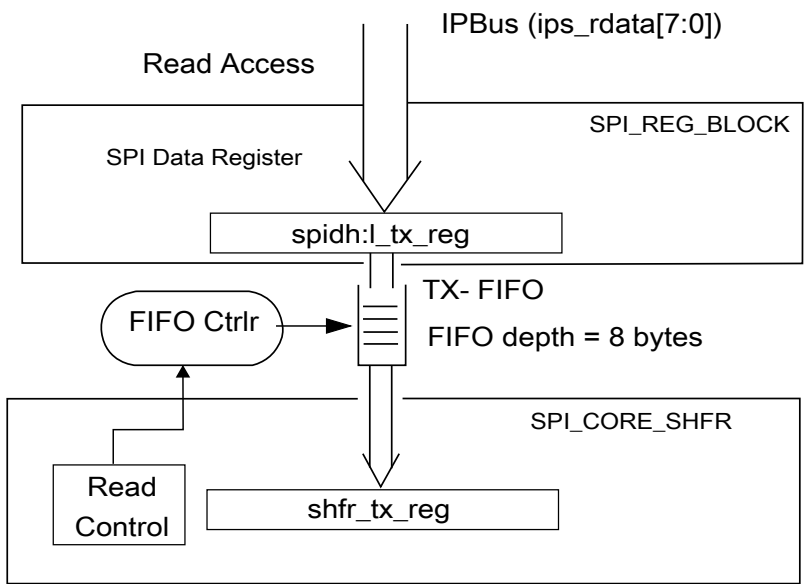 IPBus (ips_rdata[7:0])
Read Access
SPI_REG_BLOCK
SPI Data Register
spidh:l_tx_reg
TX- FIFO
FIFO Ctrlr
FIFO depth = 8 bytes
SPI_CORE_SHFR
Read
Control
shfr_tx_reg